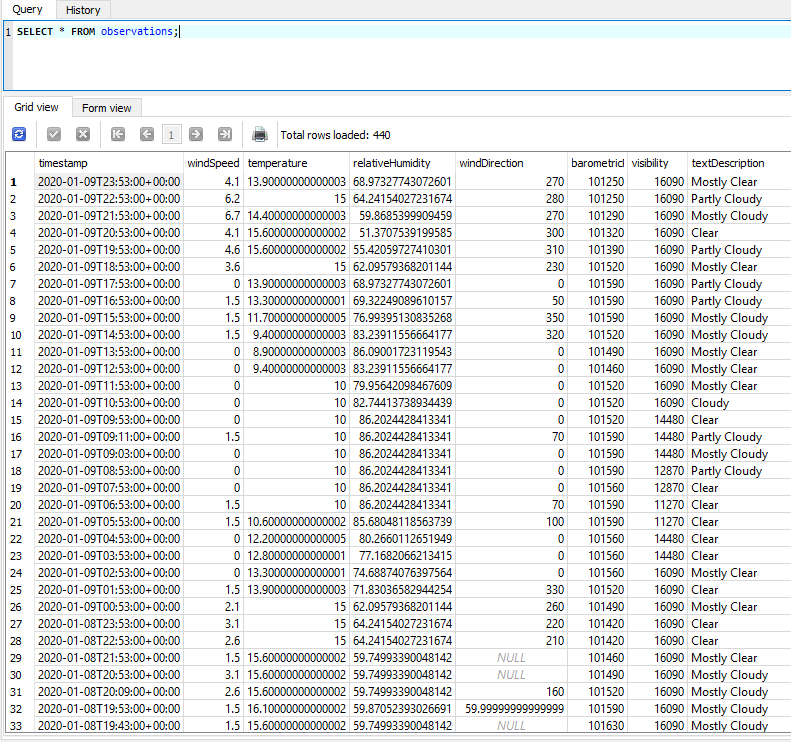 Query History
1 SELECT * FROM observations;
Grid view Form view
1 Total rows loaded: 440
timestamp windSpeed temperature relativeHumidity windDirection barometricl visibility textDescription
1 2020-01-09T23:53:00+00:00 4.1 13.90000000000003 68.97327743072601 270 101250 16090 Mostly Clear
2 2020-01-09T22:53:00+00:00 6.2 15 64.24154027231674 280 101250 16090 Partly Cloudy
3 2020-01-09T21:53:00+00:00 6.7 14.40000000000003 59.8685399909459 270 101290 16090 Mostly Cloudy
4 2020-01-09T20:53:00+00:00 4.1 15.60000000000002 51.3707539199585 300 101320 16090 Clear
5 2020-01-09T19:53:00+00:00 4.6 15.60000000000002 55.42059727410301 310 101390 16090 Partly Cloudy
6 2020-01-09T18:53:00+00:00 3.6 15 62.09579368201144 230 101520 16090 Mostly Clear
7 2020-01-09T17:53:00+00:00 0 13.90000000000003 68.97327743072601 0 101590 16090 Partly Cloudy
8 2020-01-09T16:53:00+00:00 1.5 13.30000000000001 69.32249089610157 50 101590 16090 Partly Cloudy
9 2020-01-09T15:53:00+00:00 1.5 11.70000000000005 76.99395130835268 350 101590 16090 Mostly Cloudy
10 2020-01-09T14:53:00+00:00 1.5 9.40000000000003 83.23911556664177 320 101520 16090 Mostly Cloudy
11 2020-01-09T13:53:00+00:00 0 8.90000000000003 86.09001723119543 0 101490 16090 Mostly Clear
12 2020-01-09T12:53:00+00:00 0 9.40000000000003 83.23911556664177 0 101460 16090 Mostly Clear
13 2020-01-09T11:53:00+00:00 0 10 79.95642098467609 0 101520 16090 Mostly Clear
14 2020-01-09T10:53:00+00:00 0 10 82.74413738934439 0 101520 16090 Cloudy
15 2020-01-09T09:53:00+00:00 0 10 86.2024428413341 0 101520 14480 Clear
16 2020-01-09T09:11:00+00:00 1.5 10 86.2024428413341 70 101590 14480 Partly Cloudy
17 2020-01-09T09:03:00+00:00 0 10 86.2024428413341 0 101590 14480 Mostly Cloudy
18 2020-01-09T08:53:00+00:00 0 10 86.2024428413341 0 101590 12870 Partly Cloudy
19 2020-01-09T07:53:00+00:00 0 10 86.2024428413341 0 101560 12870 Clear
20 2020-01-09T06:53:00+00:00 1.5 10 86.2024428413341 70 101590 11270 Clear
21 2020-01-09T05:53:00+00:00 1.5 10.60000000000002 85.68048118563739 100 101590 11270 Clear
22 2020-01-09T04:53:00+00:00 0 12.20000000000005 80.2660112651949 0 101560 14480 Clear
23 2020-01-09T03:53:00+00:00 0 12.80000000000001 77.1682066213415 0 101560 14480 Clear
24 2020-01-09T02:53:00+00:00 0 13.30000000000001 74.68874076397564 0 101560 16090 Mostly Clear
25 2020-01-09T01:53:00+00:00 1.5 13.90000000000003 71.83036582944254 330 101520 16090 Clear
26 2020-01-09T00:53:00+00:00 2.1 15 62.09579368201144 260 101490 16090 Mostly Clear
27 2020-01-08T23:53:00+00:00 3.1 15 64.24154027231674 220 101420 16090 Clear
28 2020-01-08T22:53:00+00:00 2.6 15 64.24154027231674 210 101420 16090 Clear
29 2020-01-08T21:53:00+00:00 1.5 15.60000000000002 59.74993390048142 NULL 101460 16090 Mostly Clear
30 2020-01-08T20:53:00+00:00 3.1 15.60000000000002 59.74993390048142 NULL 101490 16090 Mostly Cloudy
31 2020-01-08T20:09:00+00:00 2.6 15.60000000000002 59.74993390048142 160 101520 16090 Mostly Cloudy
32 2020-01-08T19:53:00+00:00 1.5 16.10000000000002 59.87052393026691 59.99999999999999 101590 16090 Mostly Cloudy
33 2020-01-08T19:43:00+00:00 1.5 15.60000000000002 59.74993390048142 NULL 101630 16090 Mostly Cloudy